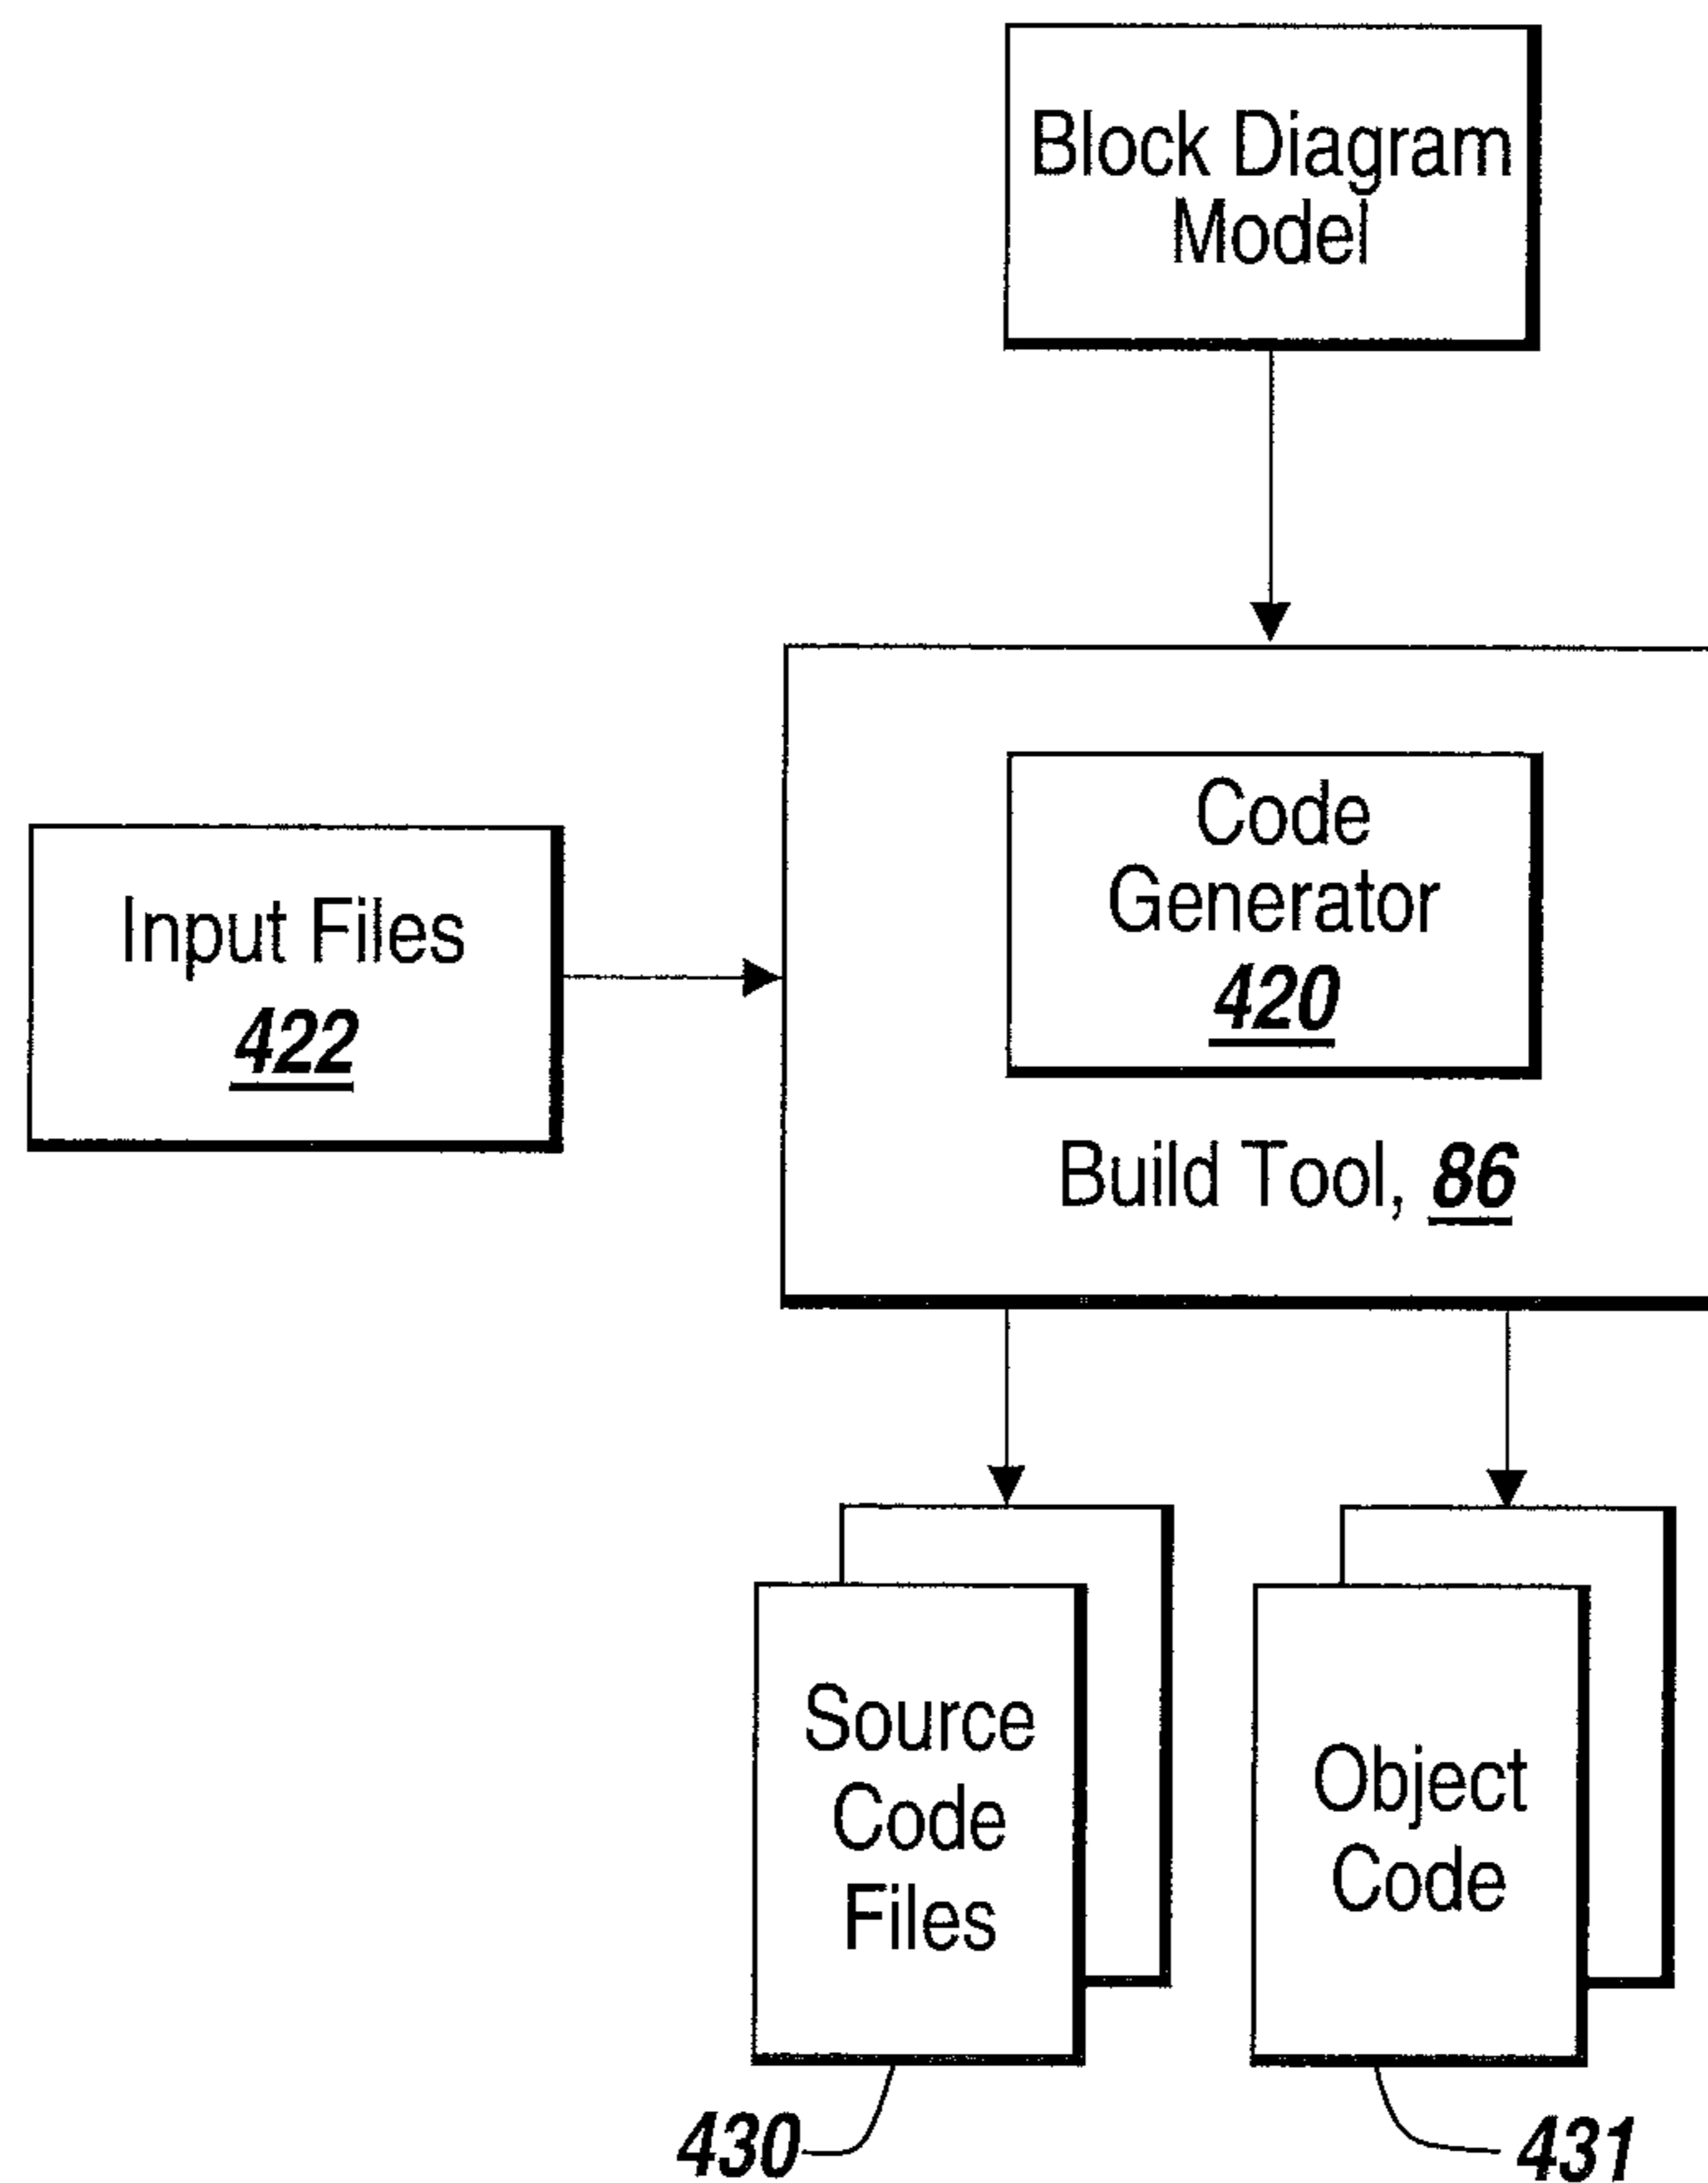 Block Diagram
Model
Code
Generator
420
Input Files
422
Build Tool, 86
Source
Code
Files
Object
Code
430
431